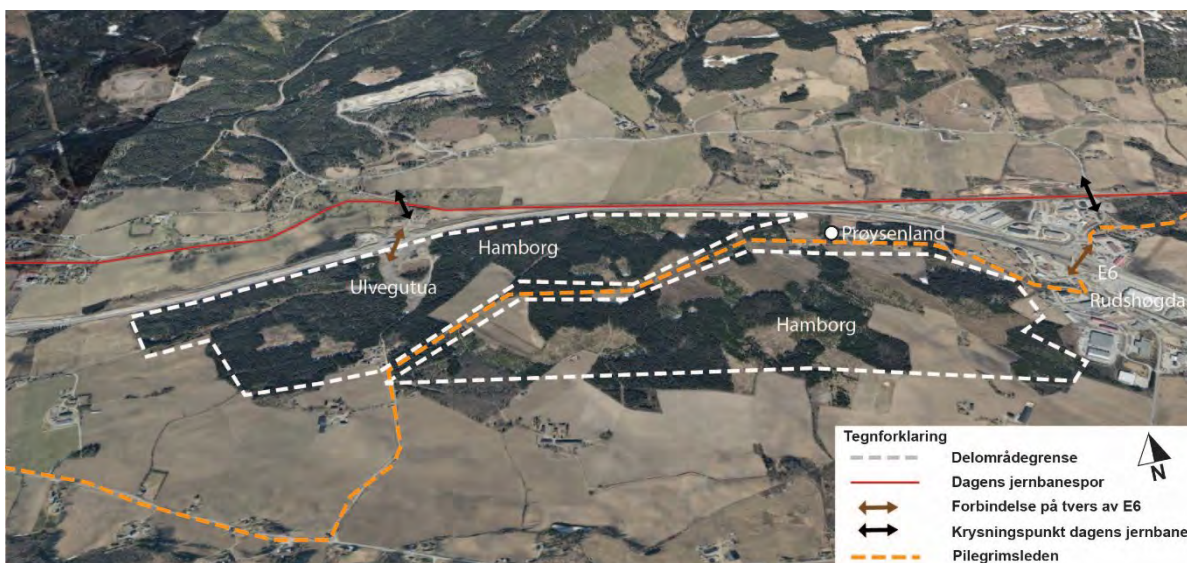 Hamborg
Prøysenland
Ulvegutua
E6
Rudshøgda
Hamborg
Tegnforklaring
Delområdegrense
Dagens jernbanespor
Forbindelse på tvers av E6
Krysningspunkt dagens jernbane
Pilegrimsleden
N